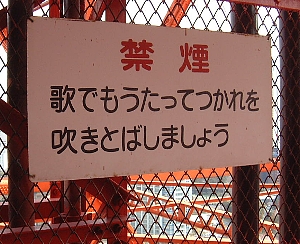 禁煙
歌でもうたってつかれを
吹きとばしましょう